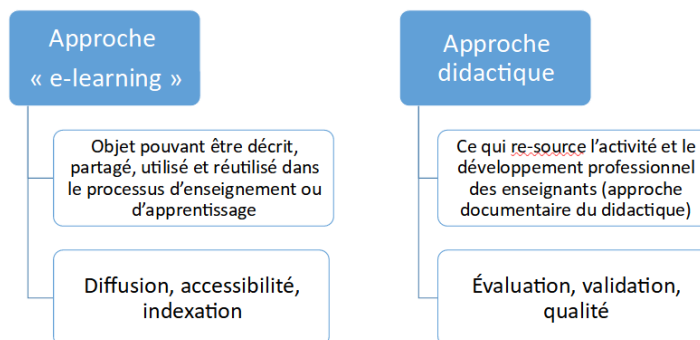 Approche
« e-learning »
Objet pouvant être décrit,
partagé, utilisé et réutilisé dans
le processus d’enseignement ou
d’apprentissage
Diffusion, accessibilité,
indexation
Approche
didactique
Ce qui re-source l’activité et le
développement professionnel
des enseignants (approche
documentaire du didactique)
Évaluation, validation,
qualité